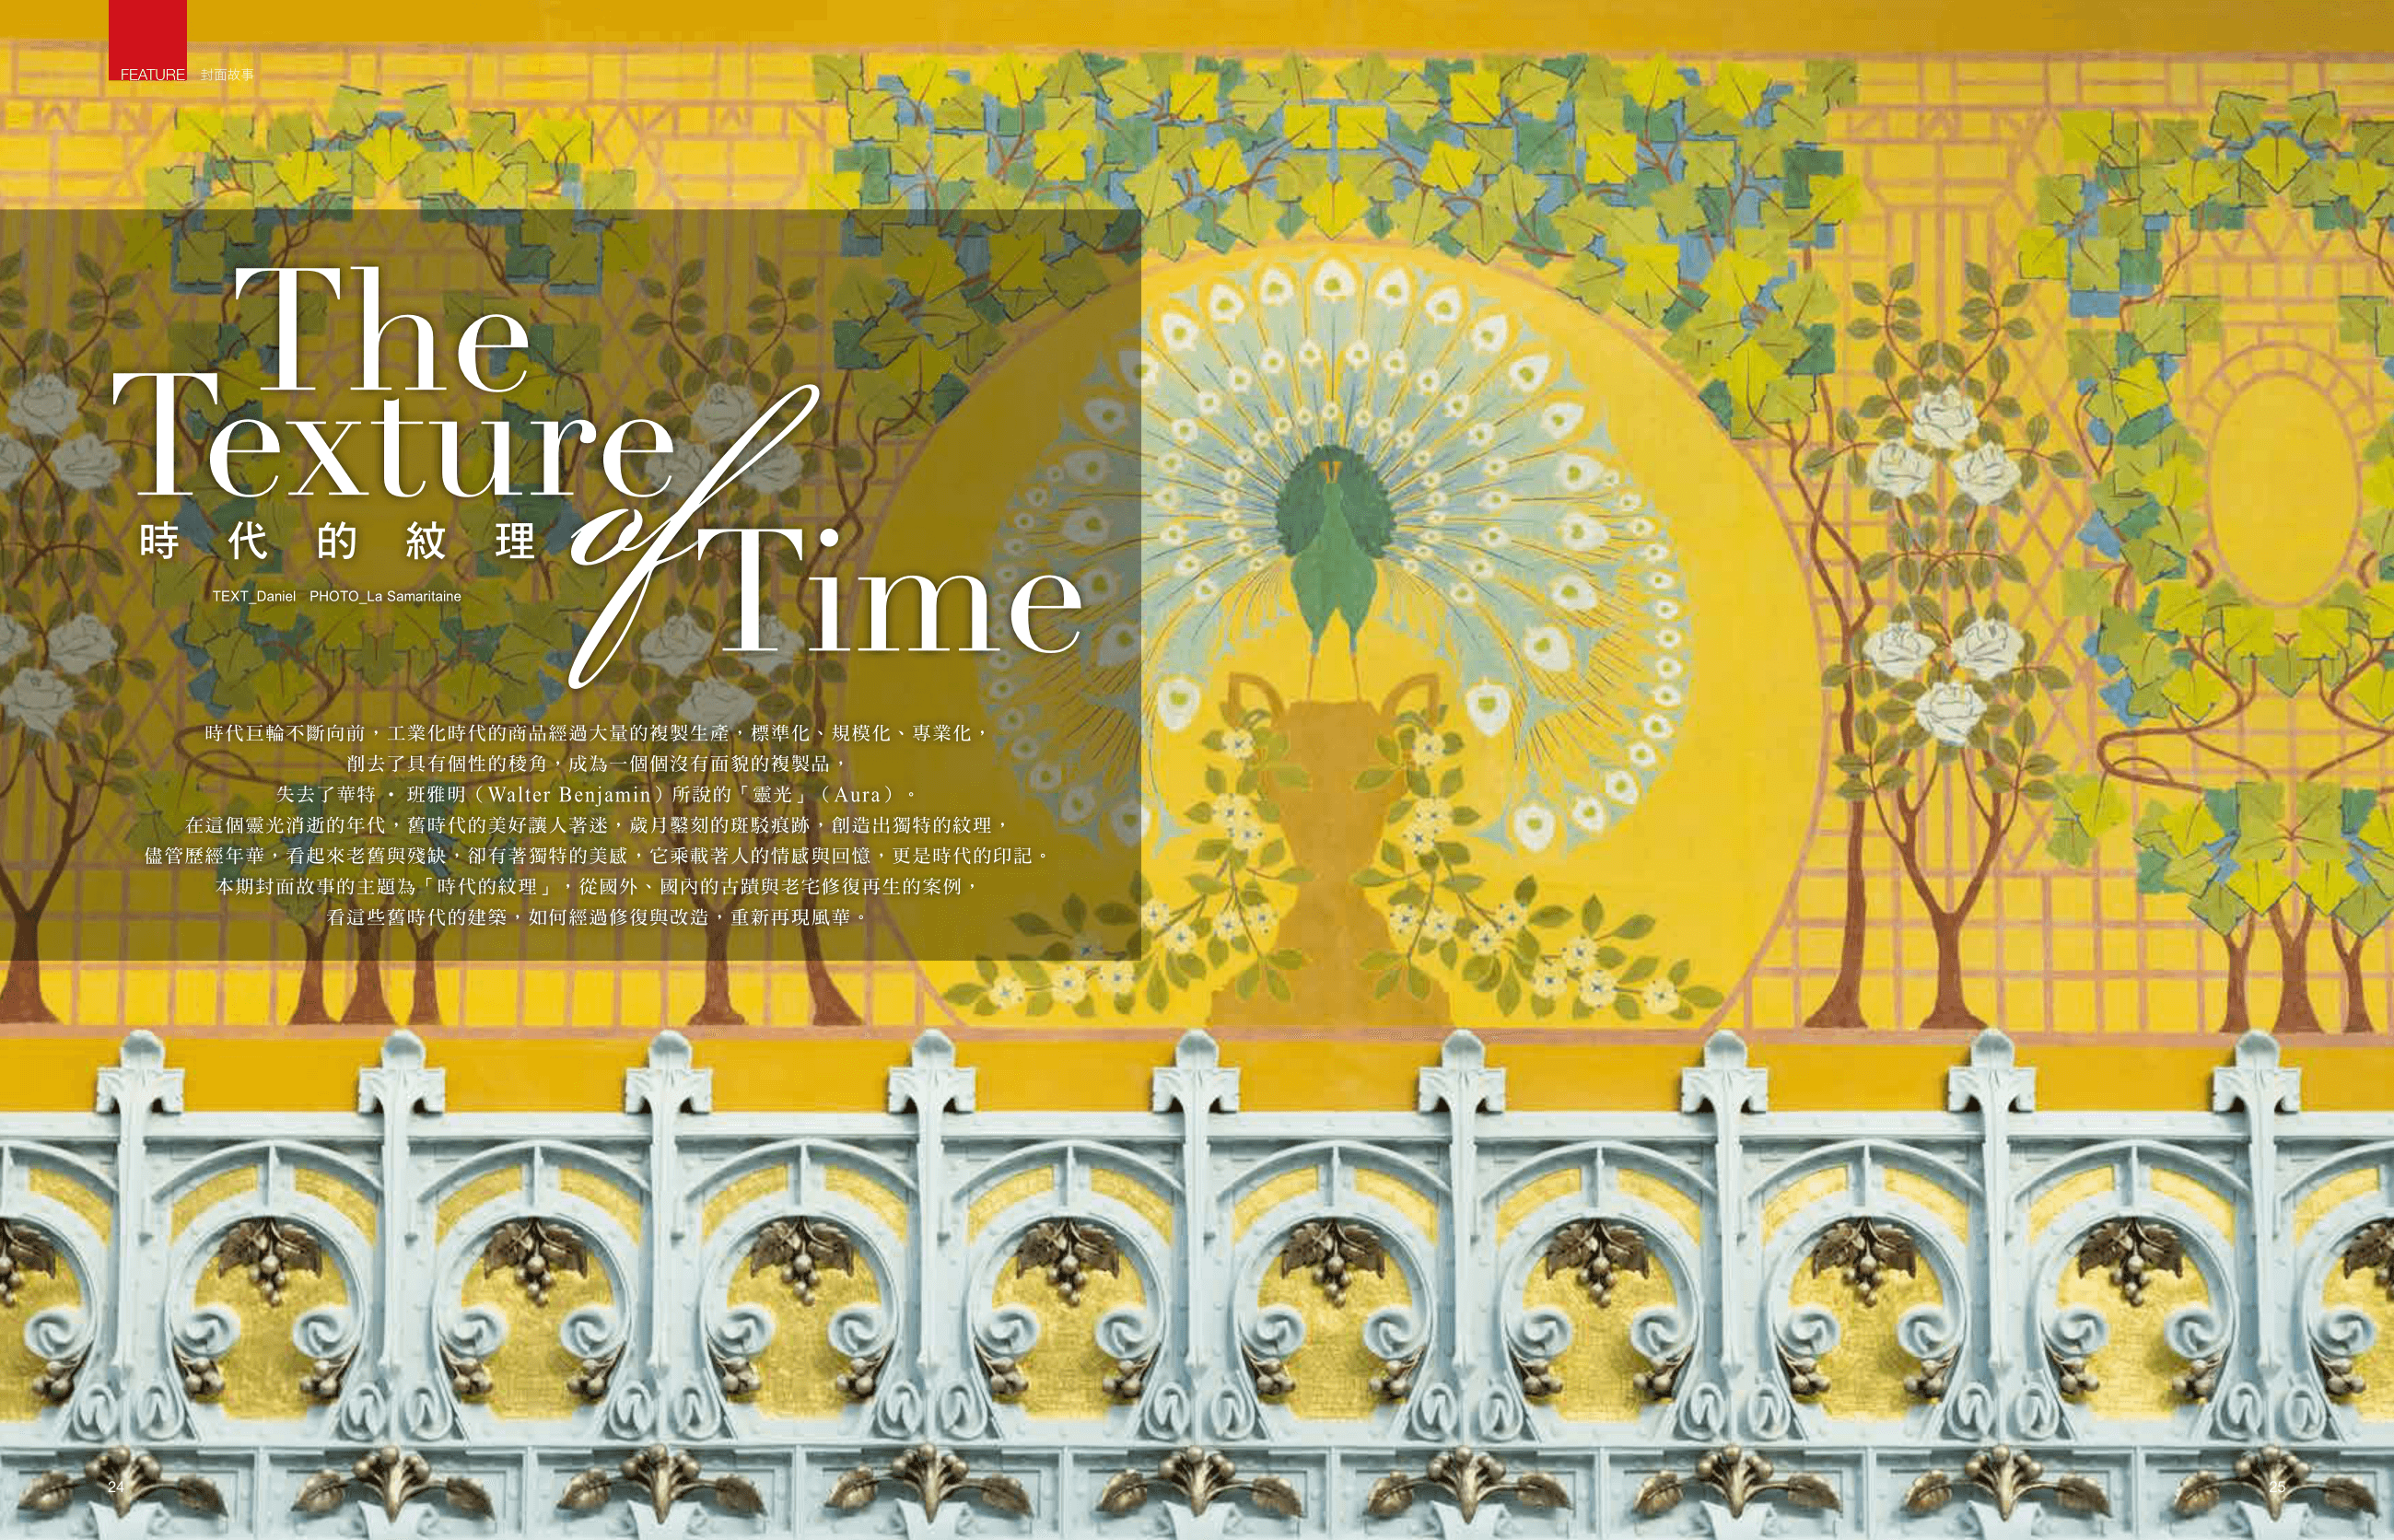 FEATURE 封面故事
The
Texture
of
Time
時代的紋理
TEXT_Daniel PHOTO_La Samaritaine
時代巨輪不斷向前，工業化時代的商品經過大量的複製生產，標準化、規模化、專業化，
削去了具有個性的稜角，成為一個個沒有面貌的複製品，
失去了華特・班雅明（Walter Benjamin）所說的「靈光」（Aura）。
在這個靈光消逝的年代，舊時代的美好讓人著迷，歲月鑿刻的斑駁痕跡，創造出獨特的紋理，
儘管歷經年華，看起來老舊與殘缺，卻有著獨特的美感，它乘載著人的情感與回憶，更是時代的印記。
本期封面故事的主題為「時代的紋理」，從國外、國內的古蹟與老宅修復再生的案例，
看這些舊時代的建築，如何經過修復與改造，重新再現風華。
24
25